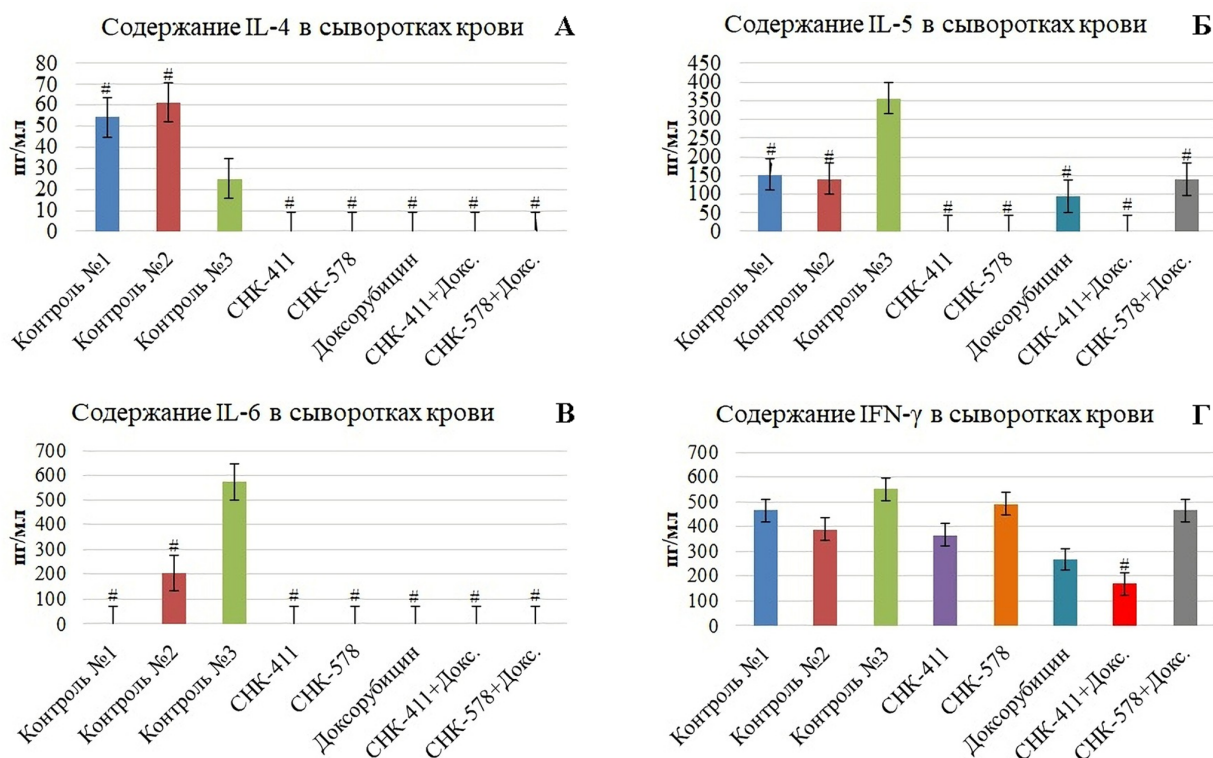 Содержание IL-4 в сыворотках крови
А
80
70
60
50
40
30
20
10
0
пг/мл
#
#
#
#
#
#
#
Контроль №1
Контроль №2
Контроль №3
СНК-411
СНК-578
Доксорубицин
СНК-411+Докс.
СНК-578+Докс.
Содержание IL-5 в сыворотках крови
Б
450
400
350
300
250
200
150
100
50
0
пг/мл
#
#
#
#
#
#
#
Контроль №1
Контроль №2
Контроль №3
СНК-411
СНК-578
Доксорубицин
СНК-411+Докс.
СНК-578+Докс.
Содержание IL-6 в сыворотках крови
В
700
600
500
400
300
200
100
0
пг/мл
#
#
#
#
#
#
#
Контроль №1
Контроль №2
Контроль №3
СНК-411
СНК-578
Доксорубицин
СНК-411+Докс.
СНК-578+Докс.
Содержание IFN-γ в сыворотках крови
Г
700
600
500
400
300
200
100
0
пг/мл
#
Контроль №1
Контроль №2
Контроль №3
СНК-411
СНК-578
Доксорубицин
СНК-411+Докс.
СНК-578+Докс.